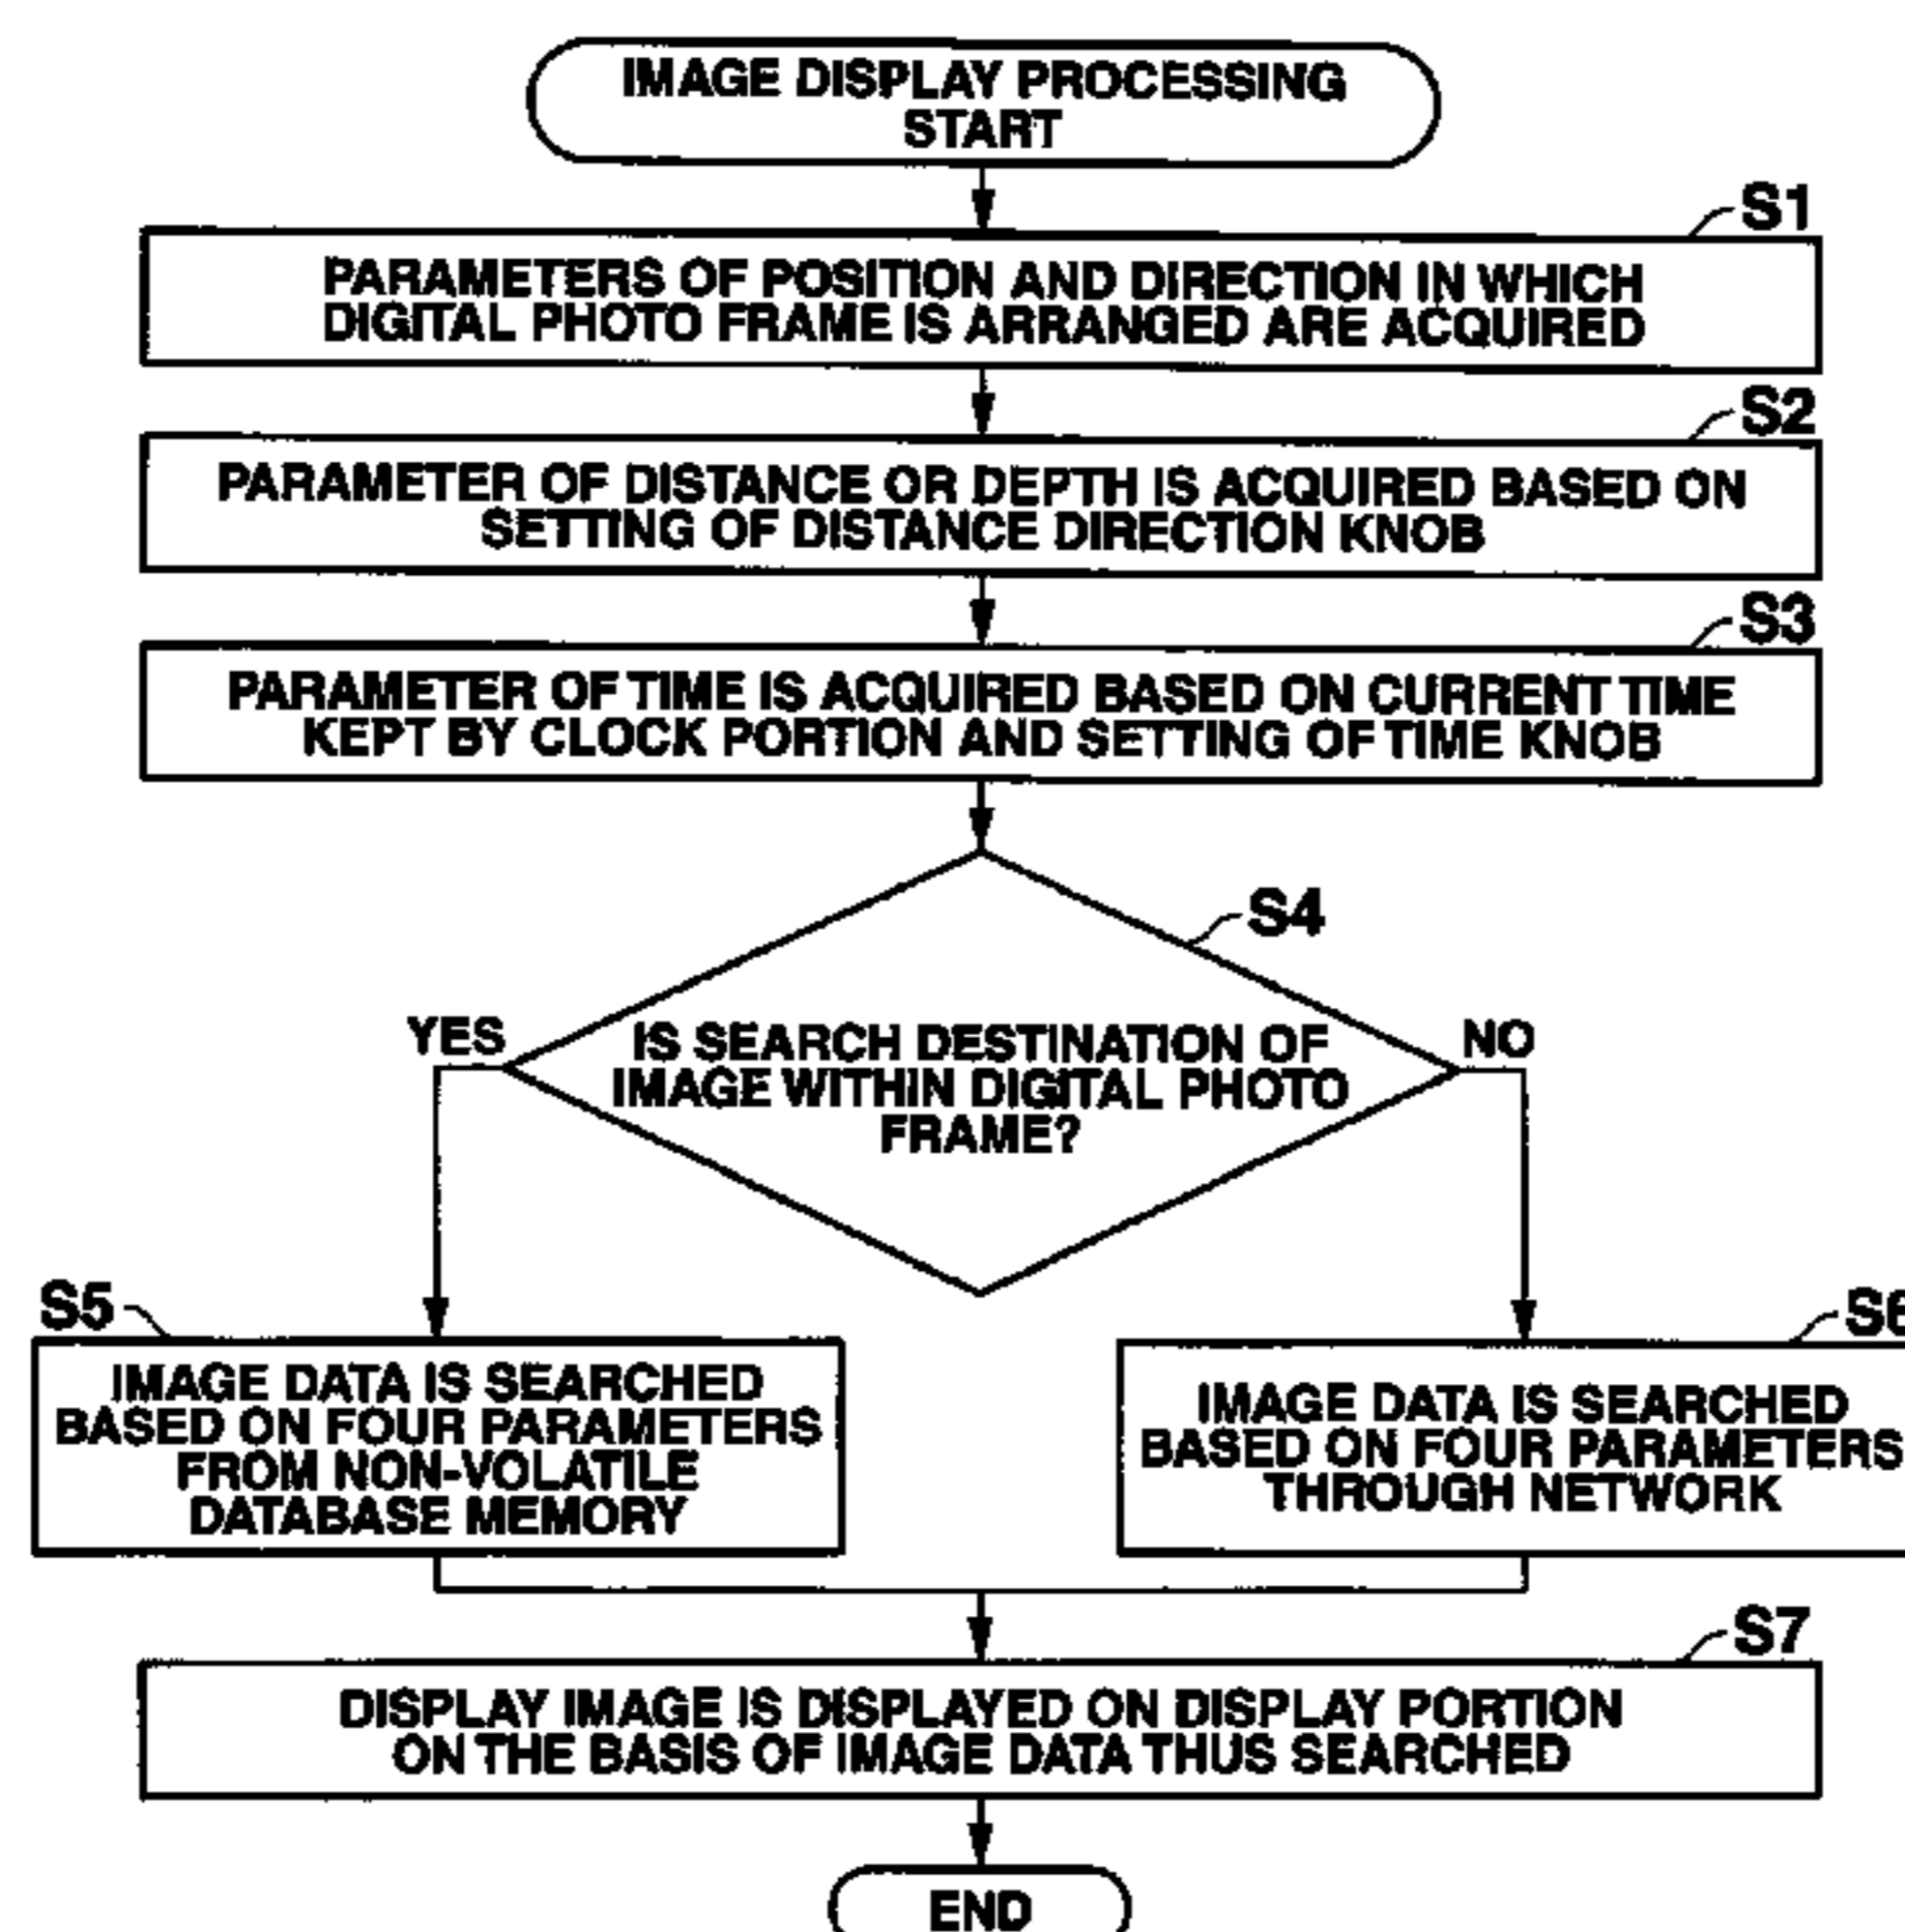 IMAGE DISPLAY PROCESSING
START
S1
PARAMETERS OF POSITION AND DIRECTION IN WHICH
DIGITAL PHOTO FRAME IS ARRANGED ARE ACQUIRED
S2
PARAMETER OF DISTANCE OR DEPTH IS ACQUIRED BASED ON
SETTING OF DISTANCE DIRECTION KNOB
S3
PARAMETER OF TIME IS ACQUIRED BASED ON CURRENT TIME
KEPT BY CLOCK PORTION AND SETTING OF TIME KNOB
S4
YES
NO
IS SEARCH DESTINATION OF
IMAGE WITHIN DIGITAL PHOTO
FRAME?
S5
IMAGE DATA IS SEARCHED
BASED ON FOUR PARAMETERS
FROM NON-VOLATILE
DATABASE MEMORY
S6
IMAGE DATA IS SEARCHED
BASED ON FOUR PARAMETERS
THROUGH NETWORK
S7
DISPLAY IMAGE IS DISPLAYED ON DISPLAY PORTION
ON THE BASIS OF IMAGE DATA THUS SEARCHED
END